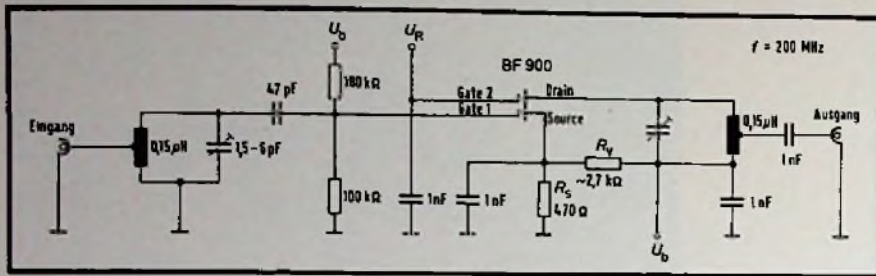 U_b
U_R
f = 200 MHz
BF 900
47 pF
180 kΩ
Gate 2
Drain
Gate 1
Source
Eingang
0,15 µH
1,5 – 6 pF
0,15 µH
Ausgang
1 nF
R_v
~2,7 kΩ
100 kΩ
1 nF
1 nF
R_S
470 Ω
1 nF
U_b